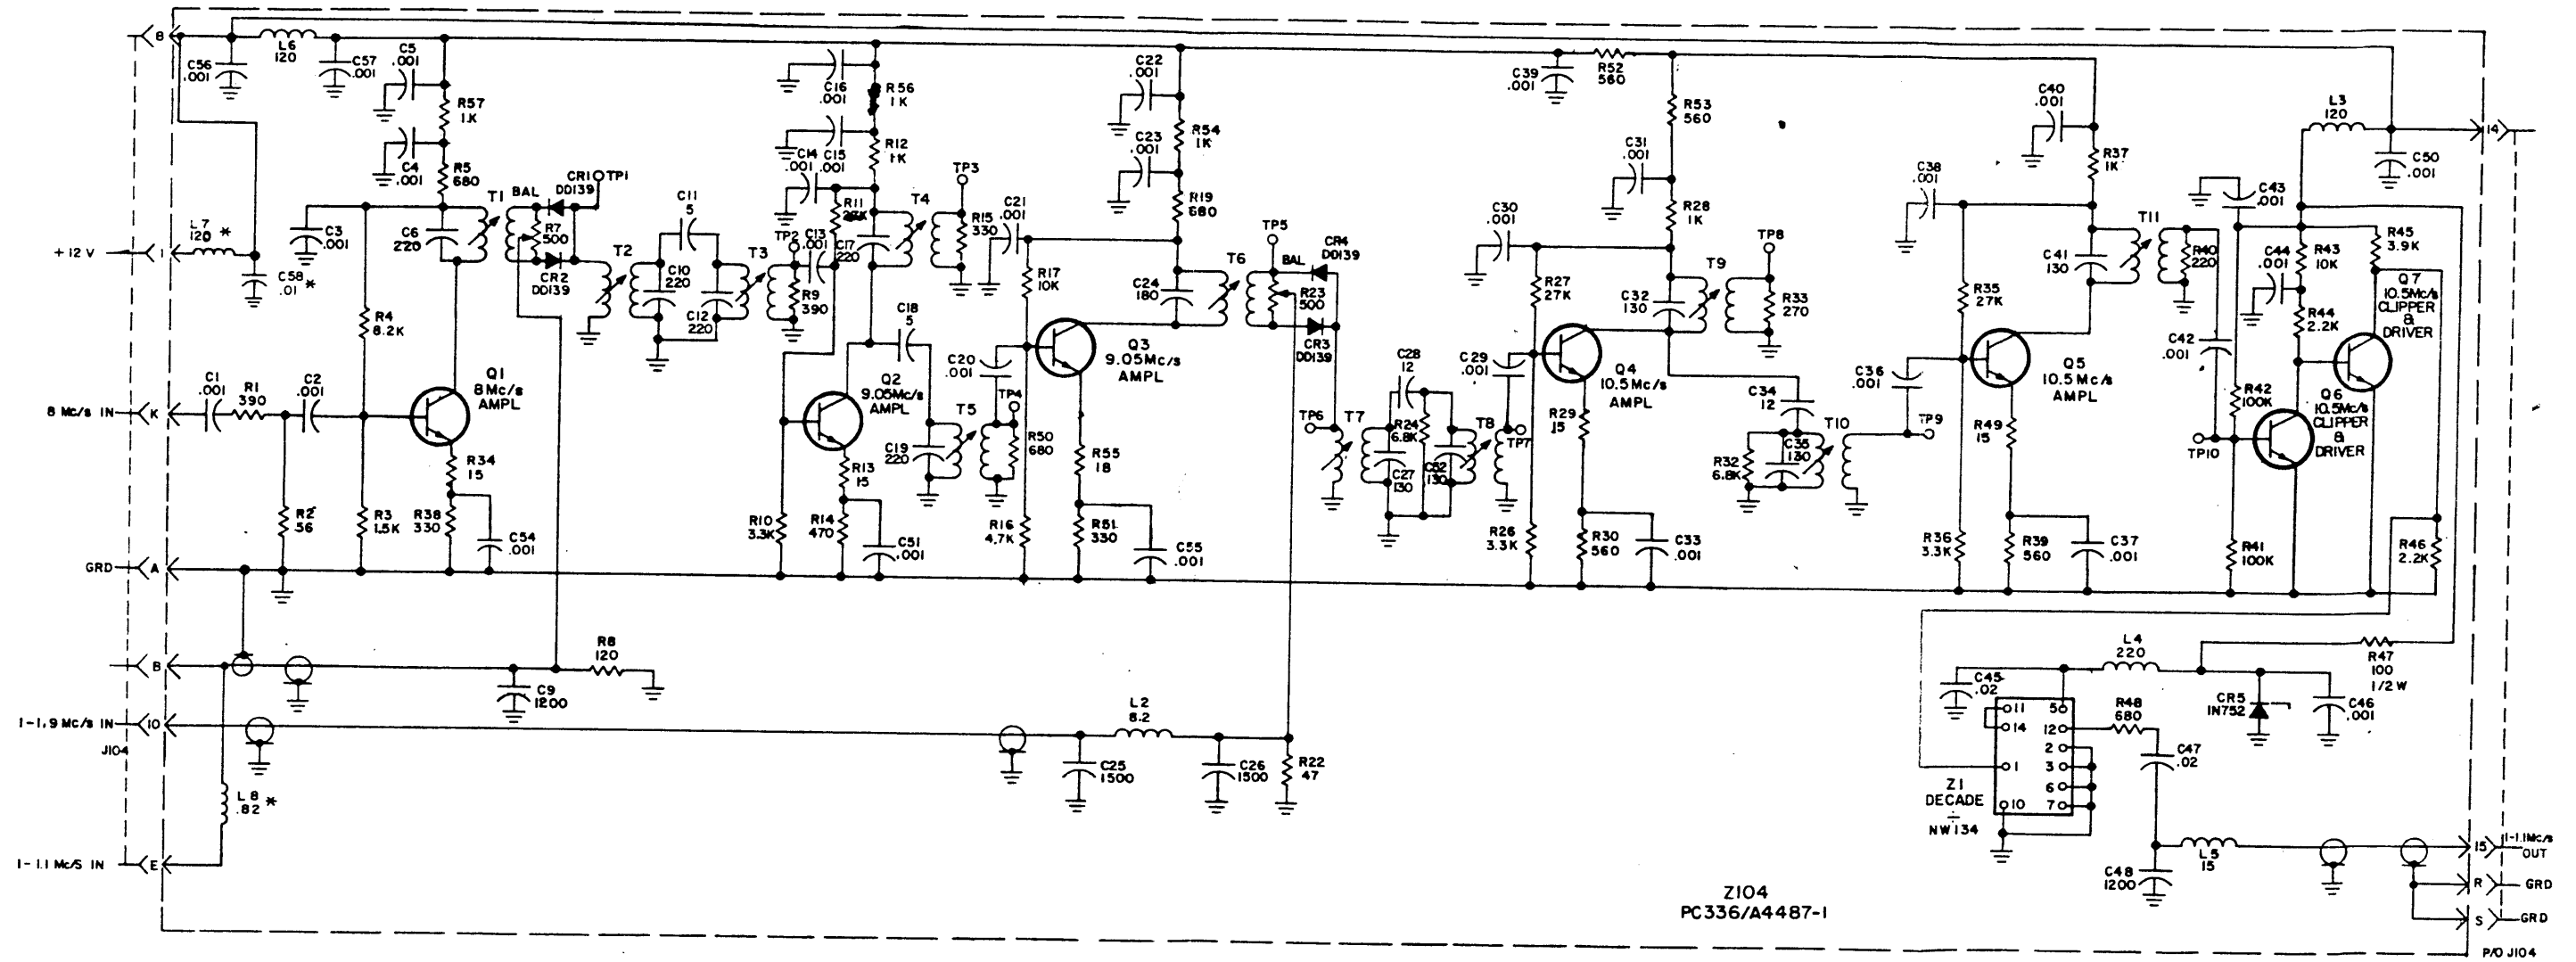 8
C56
.001
L6
120
C57
.001
C5
.001
R57
1K
C4
.001
R5
680
T1
BAL
CR1
DD139
TP1
R7
500
CR2
DD139
C3
.001
C6
220
L7
120 *
+12 V
1
C58
.01 *
R4
8.2K
C1
.001
R1
390
C2
.001
8 Mc/s IN
K
Q1
8Mc/s
AMPL
R34
15
R2
56
R3
1.5K
R38
330
C54
.001
GRD
A
T2
C10
220
C11
5
C12
220
T3
TP2
C13
.001
R9
390
C16
.001
R56
1K
R12
1K
C14
.001
C15
.001
R11
C17
220
T4
TP3
R15
330
C18
5
Q2
9.05Mc/s
AMPL
C19
220
T5
TP4
R50
680
R13
15
R10
3.3K
R14
470
C51
.001
C21
.001
R17
10K
C20
.001
C22
.001
R54
1K
C23
.001
R19
680
C24
180
T6
TP5
BAL
CR4
DD139
R23
500
CR3
DD139
Q3
9.05Mc/s
AMPL
R55
18
R16
4.7K
R51
330
C55
.001
TP6
T7
C28
12
R24
6.8K
C27
130
C52
130
T8
TP7
C29
.001
C30
.001
R27
27K
C39
.001
R52
560
R53
560
C31
.001
R28
1K
C32
130
T9
TP8
R33
270
Q4
10.5 Mc/s
AMPL
R29
15
R26
3.3K
R30
560
C33
.001
C34
12
R32
6.8K
C35
130
T10
TP9
C36
.001
C38
.001
R35
27K
C40
.001
R37
1K
C41
130
T11
R40
220
Q5
10.5 Mc/s
AMPL
R49
15
R36
3.3K
R39
560
C37
.001
C42
.001
TP10
R42
100K
R41
100K
L3
120
14
C50
.001
C43
.001
C44
.001
R43
10K
R44
2.2K
R45
3.9K
Q7
10.5Mc/s
CLIPPER
&
DRIVER
Q6
10.5Mc/s
CLIPPER
&
DRIVER
R46
2.2K
B
R8
120
C9
1200
1-1.9 Mc/s IN
10
J104
L2
8.2
C25
1500
C26
1500
R22
47
L8
.82 *
1-1.1 Mc/S IN
E
L4
220
R47
100
1/2 W
C45
.02
CR5
IN752
C46
.001
11
14
1
10
5
12
2
3
6
7
R48
680
C47
.02
Z1
DECADE
÷
NW134
C48
1200
L5
15
15
1-1.1Mc/s
OUT
R
GRD
S
GRD
Z104
PC336/A4487-1
P/O J104